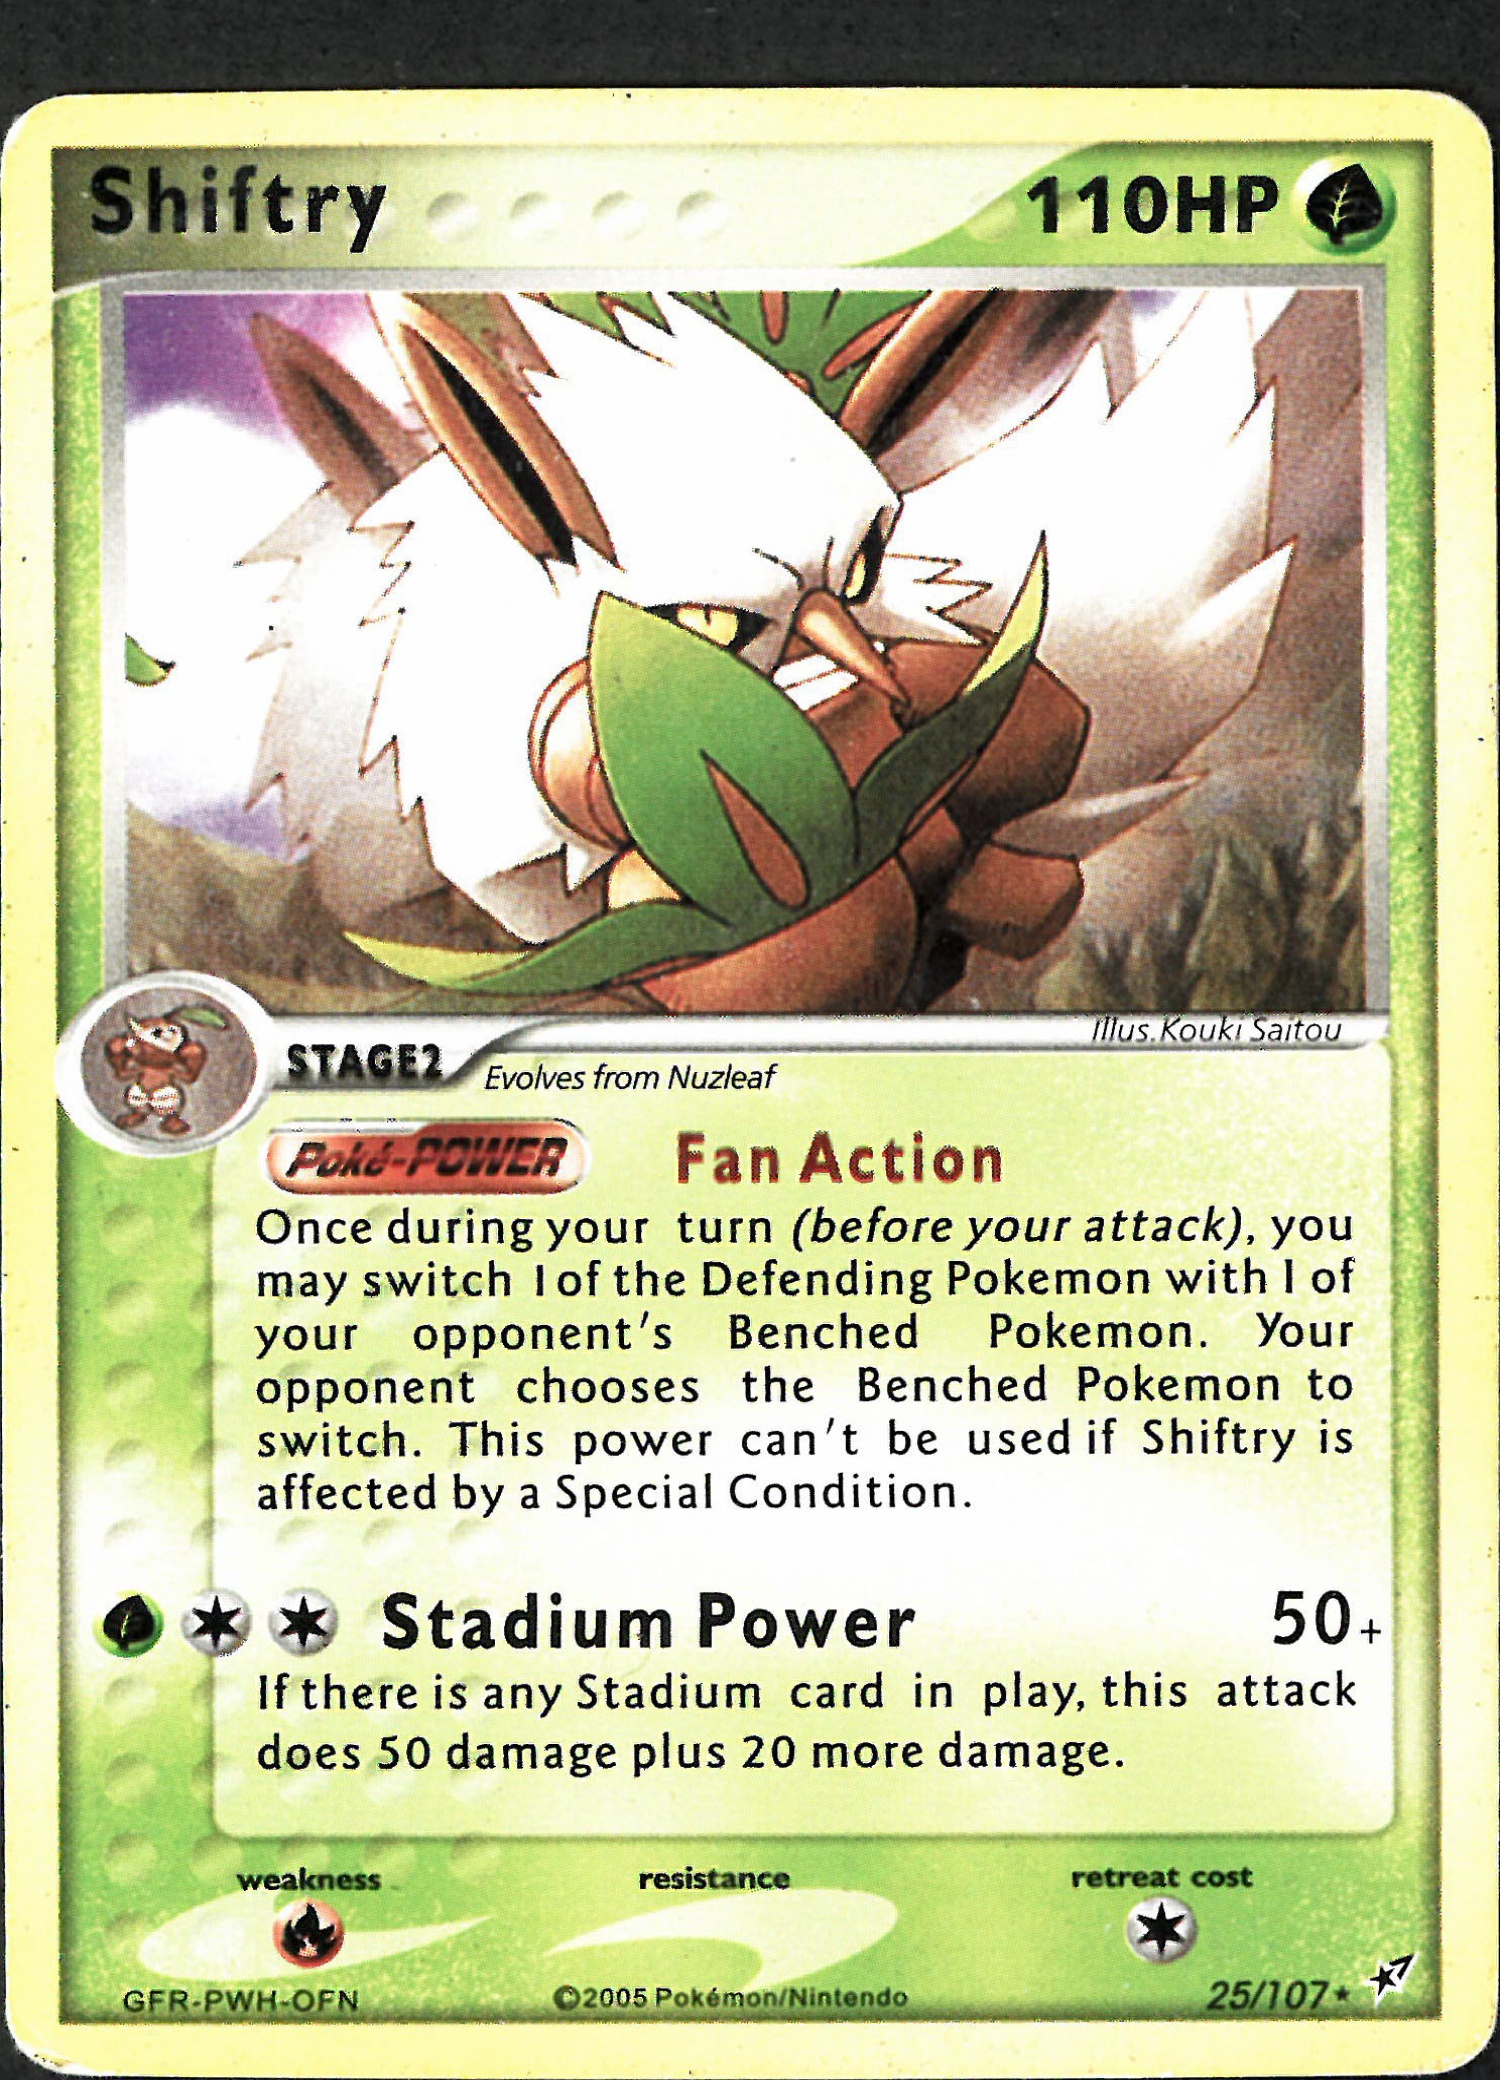 Shiftry 110HP
Illus.Kouki Saitou
STAGE2
Evolves from Nuzleaf
Poké-POWER Fan Action
Once during your turn (before your attack), you
may switch 1 of the Defending Pokemon with 1 of
your opponent's Benched Pokemon. Your
opponent chooses the Benched Pokemon to
switch. This power can't be used if Shiftry is
affected by a Special Condition.
Stadium Power 50+
If there is any Stadium card in play, this attack
does 50 damage plus 20 more damage.
weakness resistance retreat cost
GFR-PWH-OFN ©2005 Pokémon/Nintendo 25/107★